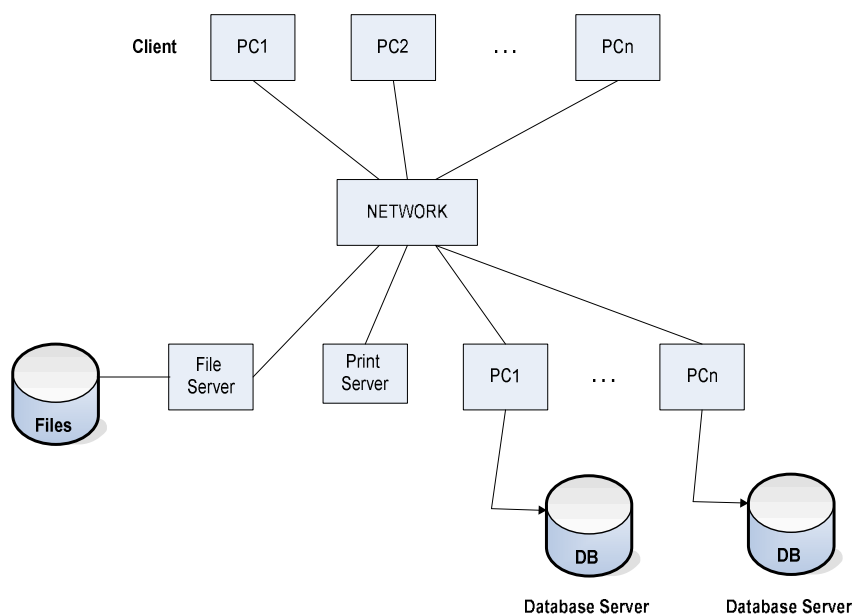 Client
PC1
PC2
...
PCn
NETWORK
File
Server
Print
Server
PC1
...
PCn
Files
DB
DB
Database Server
Database Server